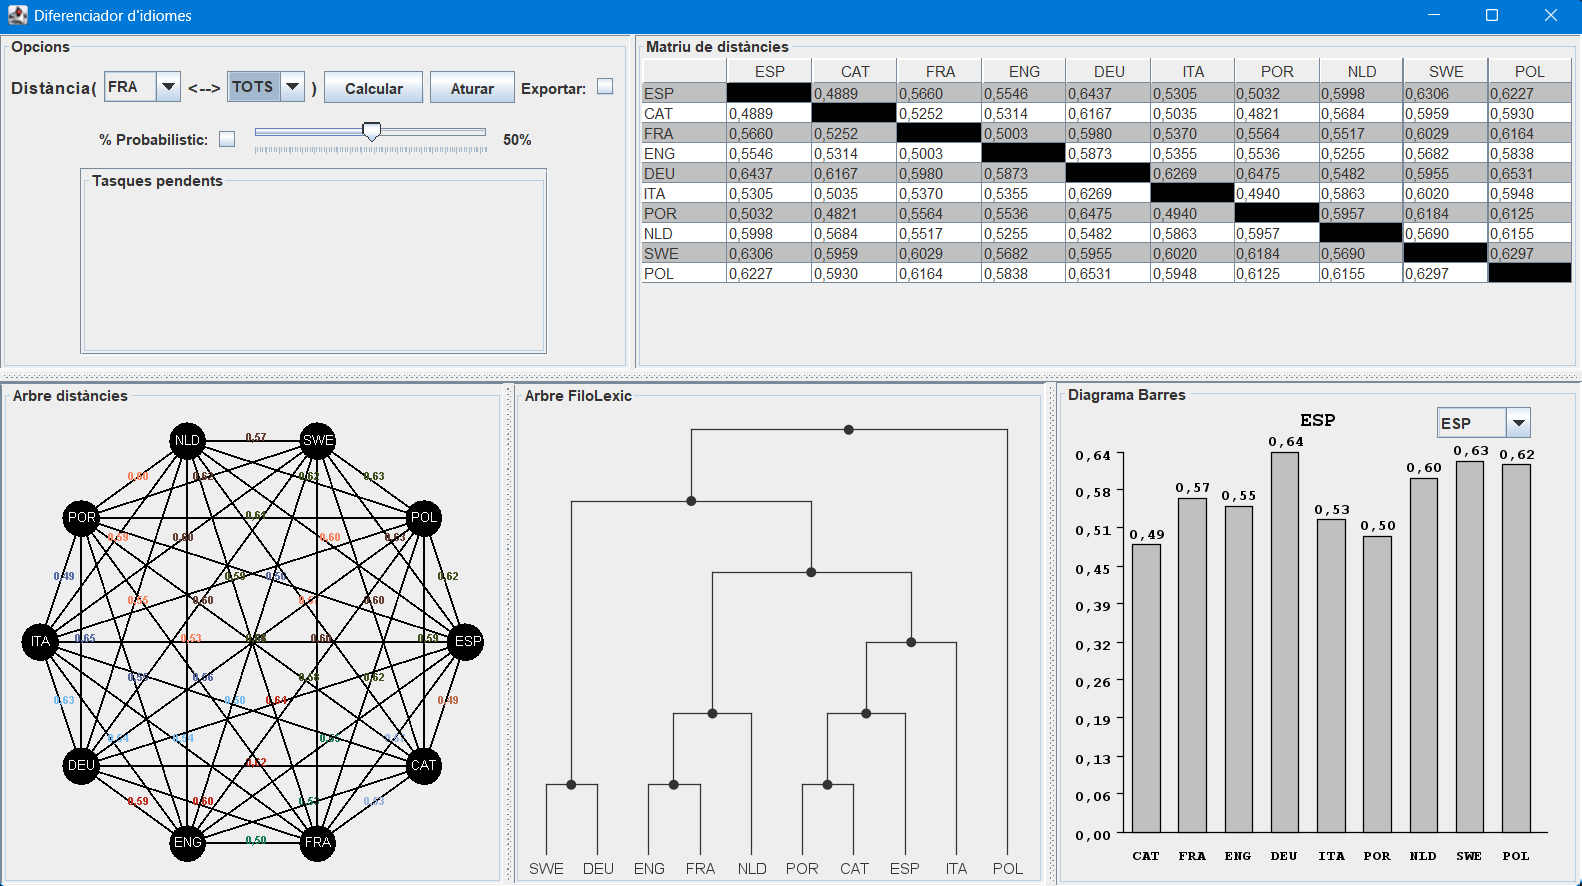 Diferenciador d'idiomes
Opcions
Distància( FRA <--> TOTS ) Calcular Aturar Exportar:
% Probabilistic: 50%
Tasques pendents
Matriu de distàncies
ESP CAT FRA ENG DEU ITA POR NLD SWE POL
ESP 0,4889 0,5660 0,5546 0,6437 0,5305 0,5032 0,5998 0,6306 0,6227
CAT 0,4889 0,5252 0,5314 0,6167 0,5035 0,4821 0,5684 0,5959 0,5930
FRA 0,5660 0,5252 0,5003 0,5980 0,5370 0,5564 0,5517 0,6029 0,6164
ENG 0,5546 0,5314 0,5003 0,5873 0,5355 0,5536 0,5255 0,5682 0,5838
DEU 0,6437 0,6167 0,5980 0,5873 0,6269 0,6475 0,5482 0,5955 0,6531
ITA 0,5305 0,5035 0,5370 0,5355 0,6269 0,4940 0,5863 0,6020 0,5948
POR 0,5032 0,4821 0,5564 0,5536 0,6475 0,4940 0,5957 0,6184 0,6125
NLD 0,5998 0,5684 0,5517 0,5255 0,5482 0,5863 0,5957 0,5690 0,6155
SWE 0,6306 0,5959 0,6029 0,5682 0,5955 0,6020 0,6184 0,5690 0,6297
POL 0,6227 0,5930 0,6164 0,5838 0,6531 0,5948 0,6125 0,6155 0,6297
Arbre distàncies
NLD 0,57 SWE
0,60 0,62 0,62 0,63
POR 0,61 POL
0,59 0,60 0,60 0,63
0,49 0,59 0,56 0,62
0,55 0,60 0,60
ITA 0,65 0,53 0,59 ESP
0,58 0,62
0,63 0,50 0,64 0,49
DEU 0,62 CAT
0,59 0,60 0,53 0,53
ENG 0,50 FRA
Arbre FiloLexic
SWE DEU ENG FRA NLD POR CAT ESP ITA POL
Diagrama Barres
ESP
ESP
0,64
0,58
0,51
0,45
0,39
0,32
0,26
0,19
0,13
0,06
0,00
0,49 0,57 0,55 0,64 0,53 0,50 0,60 0,63 0,62
CAT FRA ENG DEU ITA POR NLD SWE POL